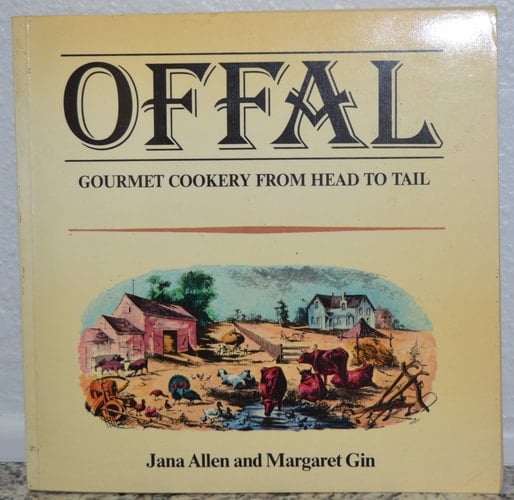 OFFAL
GOURMET COOKERY FROM HEAD TO TAIL
Jana Allen and Margaret Gin